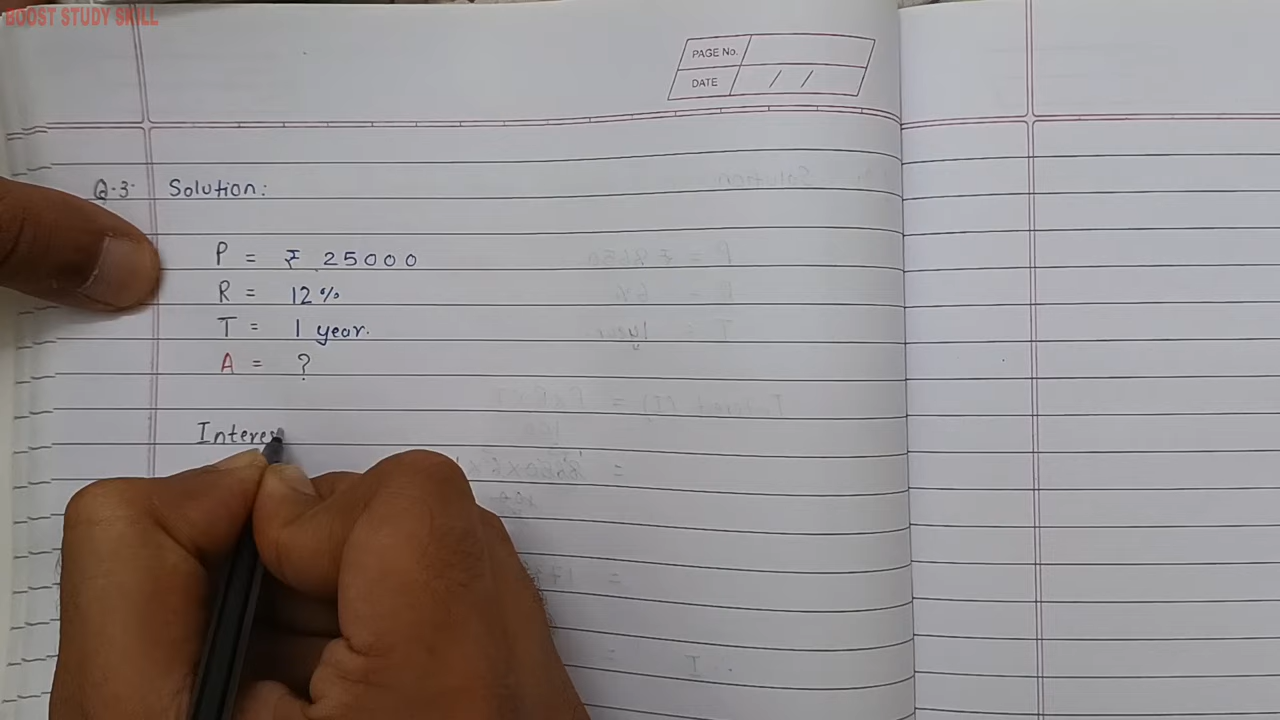 BOOST STUDY SKILL
PAGE No.
DATE / /
Q.3. Solution:
P = ₹ 25000
R = 12%
T = 1 year.
A = ?
Interes